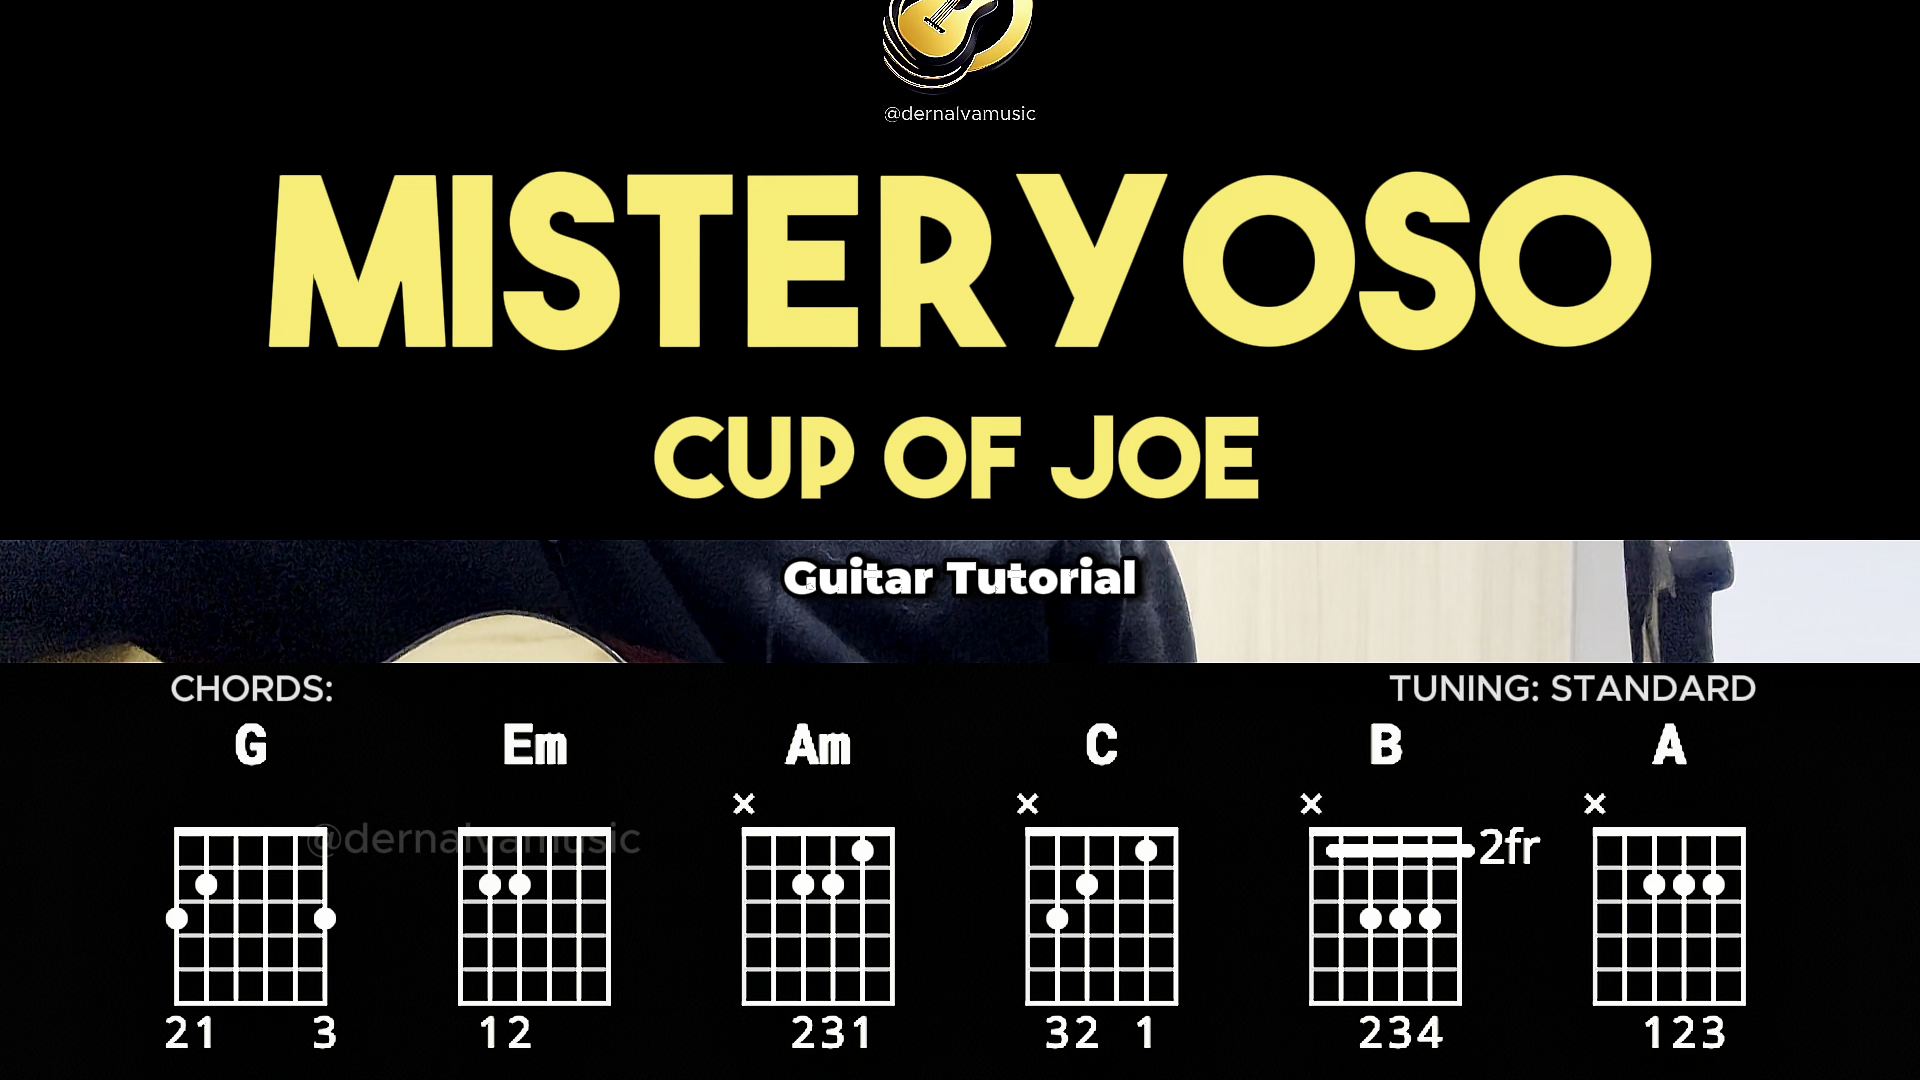 @dernalvamusic
MISTERYOSO
CUP OF JOE
Guitar Tutorial
CHORDS:
TUNING: STANDARD
G Em Am C B A
× × × ×
@dernalvamusic
2fr
21 3 12 231 32 1 234 123